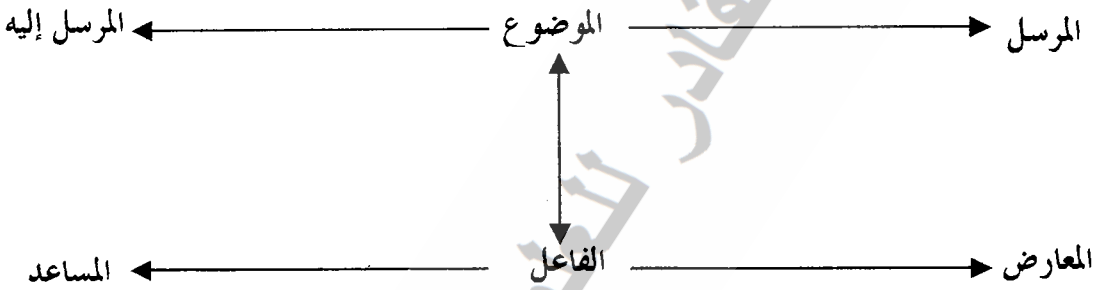 المرسل الموضوع المرسل إليه
المعارض الفاعل المساعد